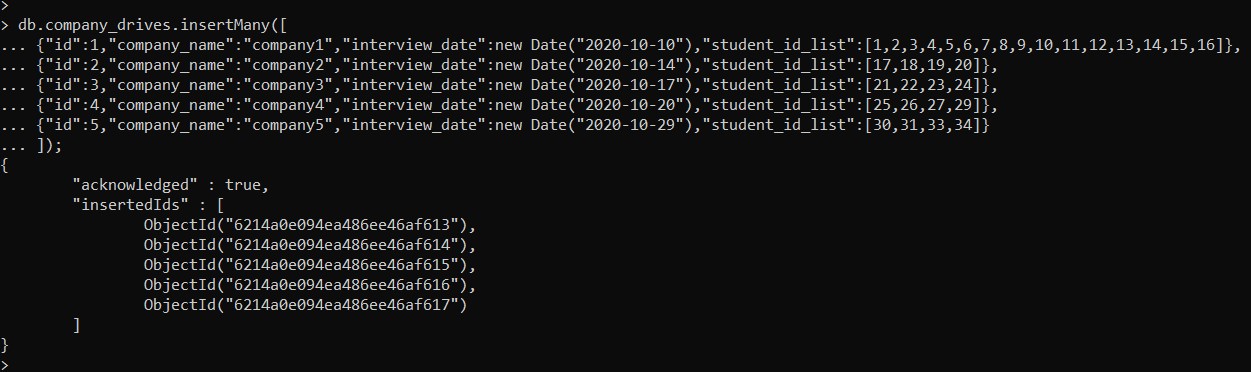 >
> db.company_drives.insertMany([
... {"id":1,"company_name":"company1","interview_date":new Date("2020-10-10"),"student_id_list":[1,2,3,4,5,6,7,8,9,10,11,12,13,14,15,16]},
... {"id":2,"company_name":"company2","interview_date":new Date("2020-10-14"),"student_id_list":[17,18,19,20]},
... {"id":3,"company_name":"company3","interview_date":new Date("2020-10-17"),"student_id_list":[21,22,23,24]},
... {"id":4,"company_name":"company4","interview_date":new Date("2020-10-20"),"student_id_list":[25,26,27,29]},
... {"id":5,"company_name":"company5","interview_date":new Date("2020-10-29"),"student_id_list":[30,31,33,34]}
... ]);
{
        "acknowledged" : true,
        "insertedIds" : [
                ObjectId("6214a0e094ea486ee46af613"),
                ObjectId("6214a0e094ea486ee46af614"),
                ObjectId("6214a0e094ea486ee46af615"),
                ObjectId("6214a0e094ea486ee46af616"),
                ObjectId("6214a0e094ea486ee46af617")
        ]
}
>